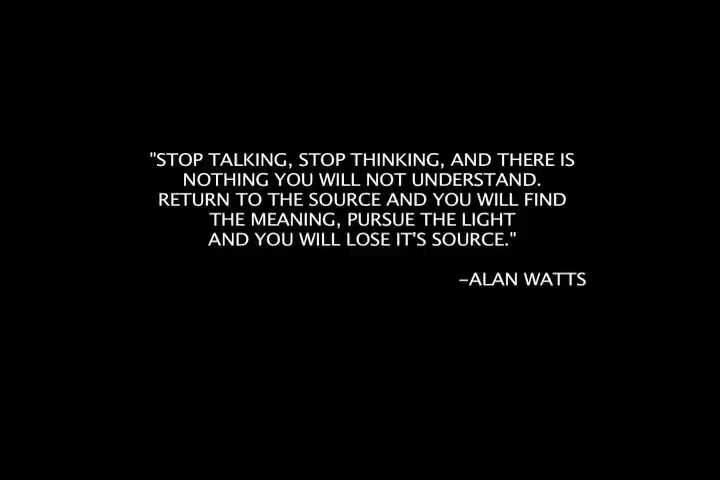 "STOP TALKING, STOP THINKING, AND THERE IS
NOTHING YOU WILL NOT UNDERSTAND.
RETURN TO THE SOURCE AND YOU WILL FIND
THE MEANING, PURSUE THE LIGHT
AND YOU WILL LOSE IT'S SOURCE."
–ALAN WATTS